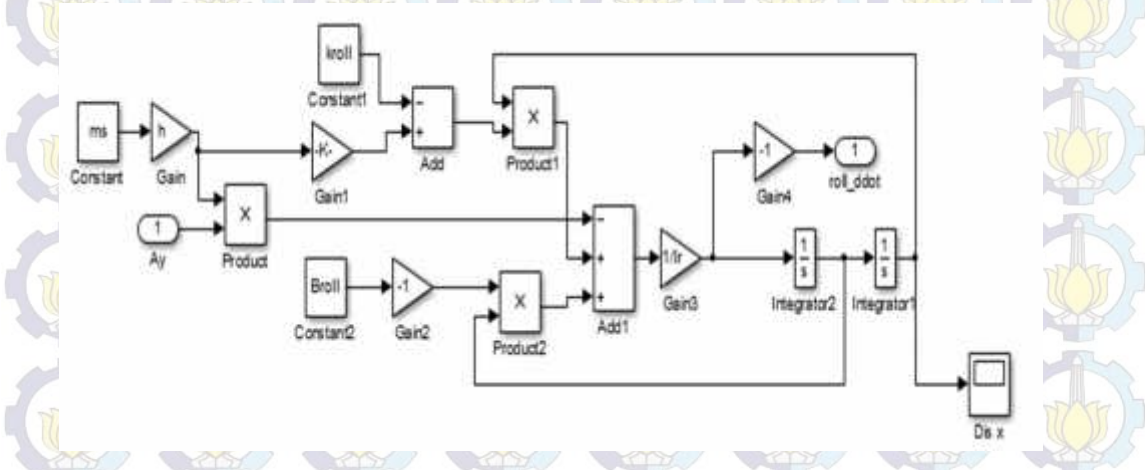 kroll
Constant1
ms
Constant
h
Gain
-K-
Gain1
−
+
Add
X
Product1
-1
Gain4
1
roll_ddot
1
Ay
X
Product
Broll
Constant2
-1
Gain2
X
Product2
−
+
+
Add1
1/Ir
Gain3
1
s
Integrator2
1
s
Integrator1
Dis x